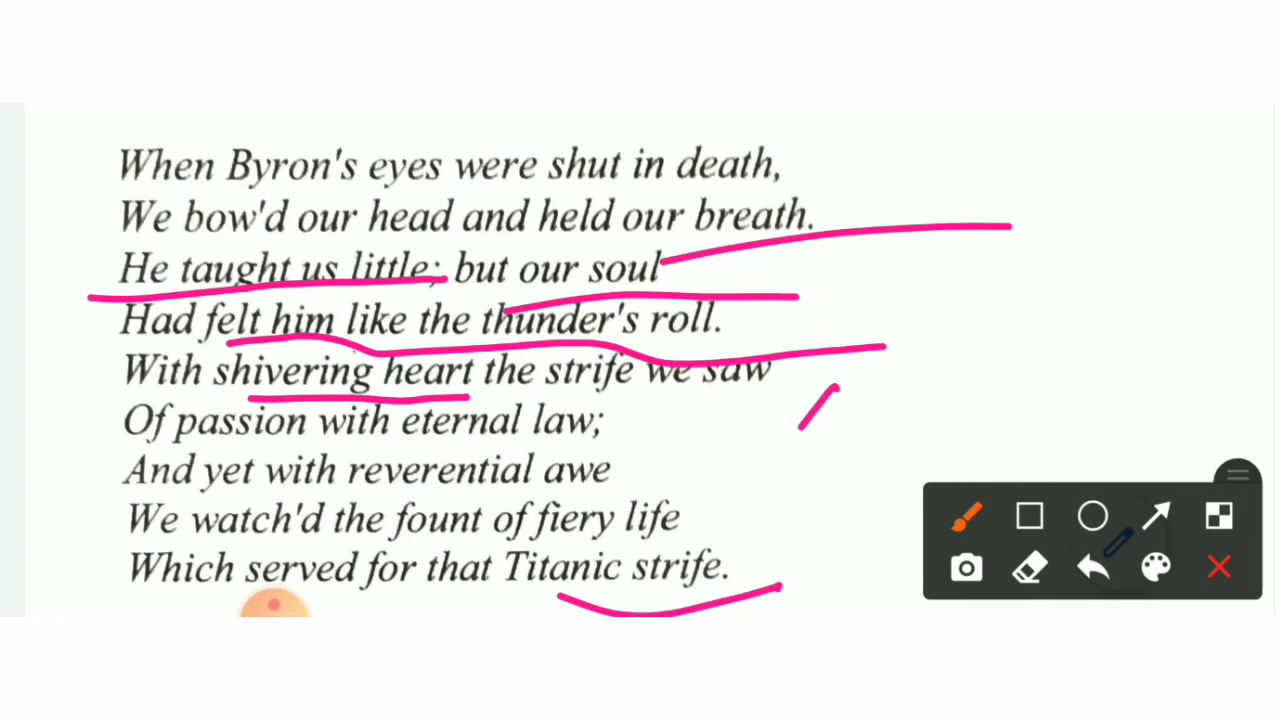 When Byron's eyes were shut in death,
We bow'd our head and held our breath.
He taught us little; but our soul
Had felt him like the thunder's roll.
With shivering heart the strife we saw
Of passion with eternal law;
And yet with reverential awe
We watch'd the fount of fiery life
Which served for that Titanic strife.